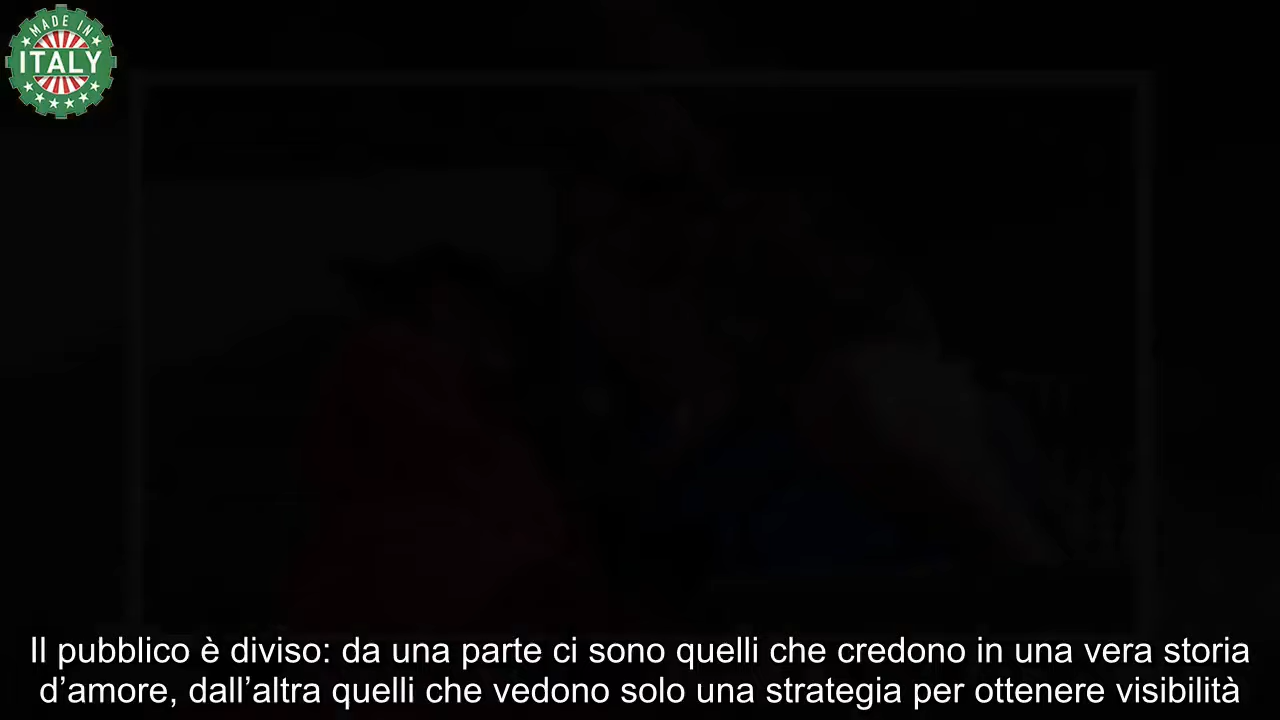 MADE IN
ITALY
Il pubblico è diviso: da una parte ci sono quelli che credono in una vera storia
d’amore, dall’altra quelli che vedono solo una strategia per ottenere visibilità